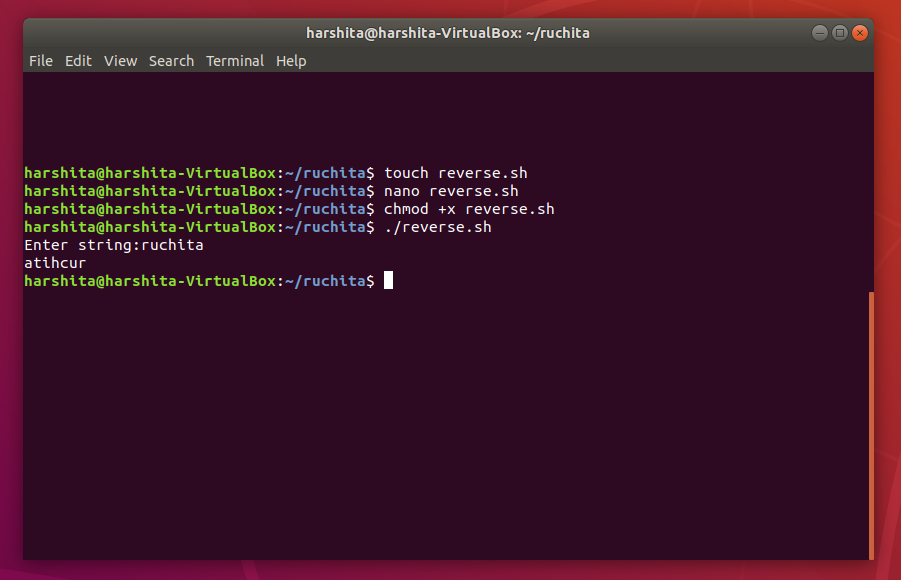 harshita@harshita-VirtualBox: ~/ruchita
File Edit View Search Terminal Help
harshita@harshita-VirtualBox:~/ruchita$ touch reverse.sh
harshita@harshita-VirtualBox:~/ruchita$ nano reverse.sh
harshita@harshita-VirtualBox:~/ruchita$ chmod +x reverse.sh
harshita@harshita-VirtualBox:~/ruchita$ ./reverse.sh
Enter string:ruchita
atihcur
harshita@harshita-VirtualBox:~/ruchita$